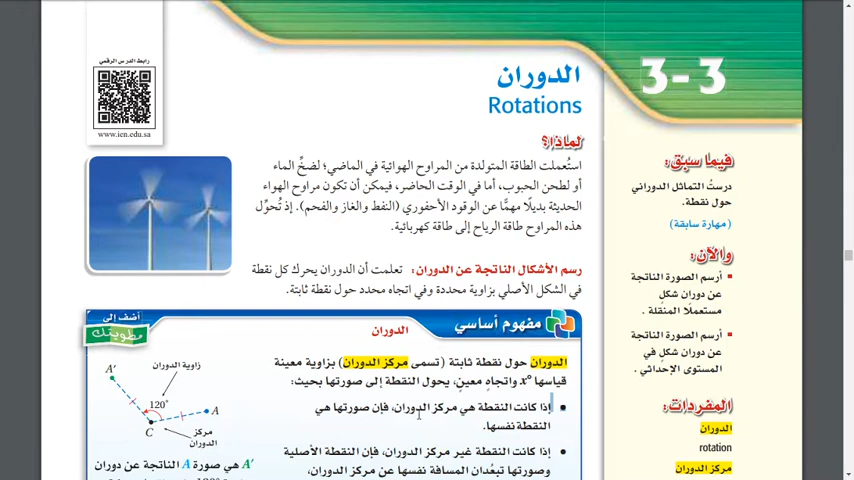 3-3
الدوران
Rotations
رابط الدرس الرقمي
www.ien.edu.sa
فيما سبق:
درستُ التماثل الدوراني
حول نقطة.
(مهارة سابقة)
والآن:
■ أرسم الصورة الناتجة
عن دوران شكلٍ
مستعملًا المنقلة .
■ أرسم الصورة الناتجة
عن دوران شكلٍ في
المستوى الإحداثي.
المفردات:
الدوران
rotation
مركز الدوران
لماذا؟
استُعملت الطاقة المتولدة من المراوح الهوائية في الماضي؛ لضخِّ الماء
أو لطحن الحبوب، أما في الوقت الحاضر، فيمكن أن تكون مراوح الهواء
الحديثة بديلًا مهمًّا عن الوقود الأحفوري (النفط والغاز والفحم). إذ تُحوِّل
هذه المراوح طاقة الرياح إلى طاقة كهربائية.
رسم الأشكال الناتجة عن الدوران: تعلمت أن الدوران يحرك كل نقطة
في الشكل الأصلي بزاوية محددة وفي اتجاه محدد حول نقطة ثابتة.
مفهوم أساسي
الدوران
أضف إلى
مطويتك
الدوران حول نقطة ثابتة (تسمى مركز الدوران) بزاوية معينة
قياسها x° واتجاهٍ معينٍ، يحول النقطة إلى صورتها بحيث:
• إذا كانت النقطة هي مركز الدوران، فإن صورتها هي
النقطة نفسها.
• إذا كانت النقطة غير مركز الدوران، فإن النقطة الأصلية
وصورتها تبعُدان المسافة نفسها عن مركز الدوران،
زاوية الدوران
A'
120°
A
C
مركز
الدوران
A' هي صورة A الناتجة عن دوران